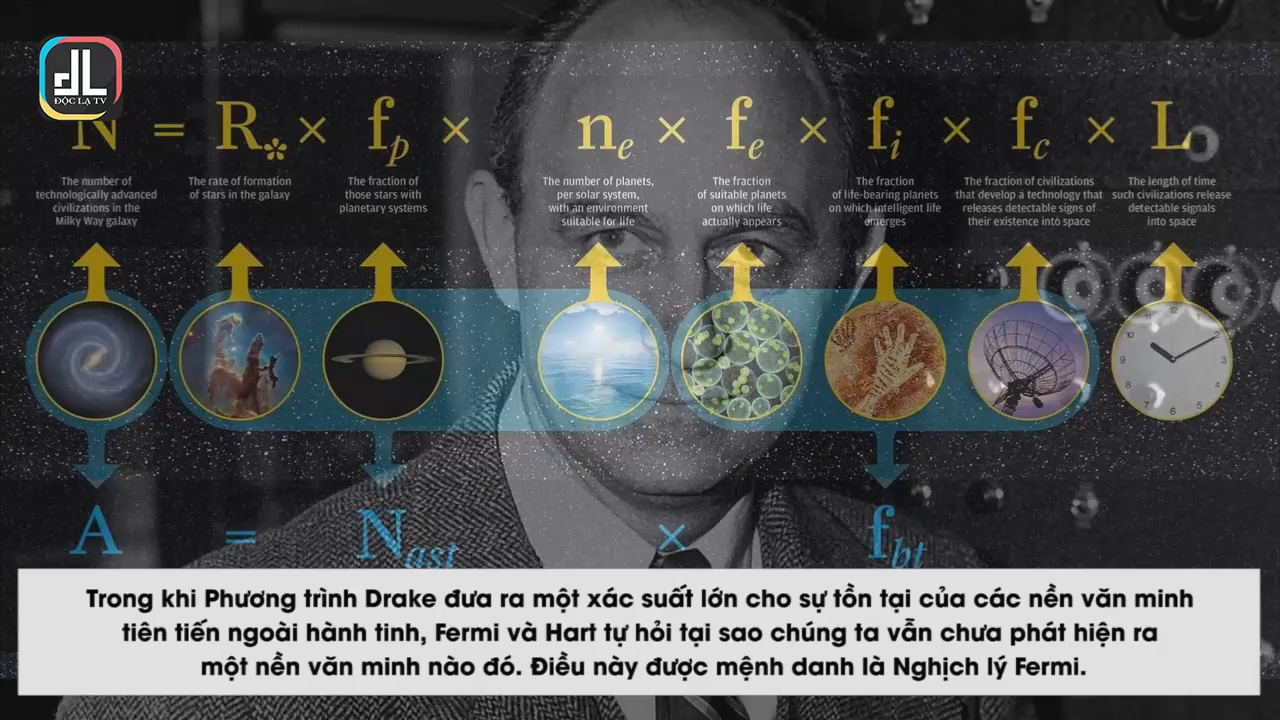 ĐỘC LẠ TV
N = R* × fp × ne × fe × fi × fc × L
The number of
technologically advanced
civilizations in the
Milky Way galaxy
The rate of formation
of stars in the galaxy
The fraction of
those stars with
planetary systems
The number of planets,
per solar system,
with an environment
suitable for life
The fraction
of suitable planets
on which life
actually appears
The fraction
of life-bearing planets
on which intelligent life
emerges
The fraction of civilizations
that develop a technology that
releases detectable signs of
their existence into space
The length of time
such civilizations release
detectable signals
into space
A = Nast × fbt
Trong khi Phương trình Drake đưa ra một xác suất lớn cho sự tồn tại của các nền văn minh
tiên tiến ngoài hành tinh, Fermi và Hart tự hỏi tại sao chúng ta vẫn chưa phát hiện ra
một nền văn minh nào đó. Điều này được mệnh danh là Nghịch lý Fermi.